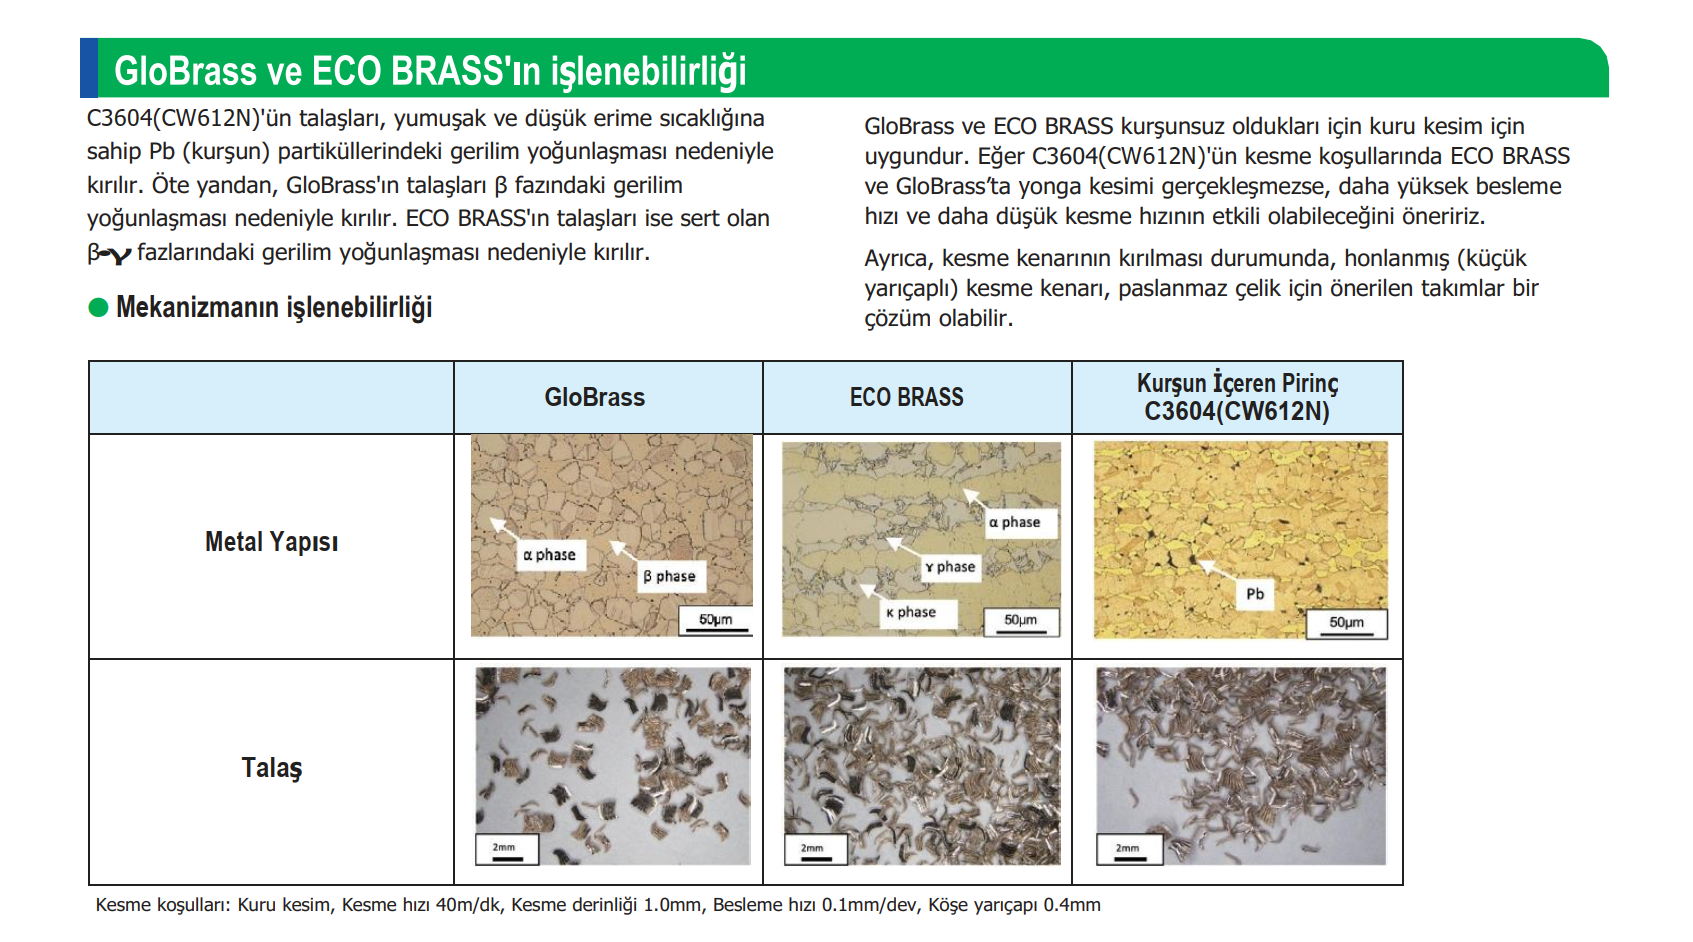 GloBrass ve ECO BRASS'ın işlenebilirliği
C3604(CW612N)'ün talaşları, yumuşak ve düşük erime sıcaklığına
sahip Pb (kurşun) partiküllerindeki gerilim yoğunlaşması nedeniyle
kırılır. Öte yandan, GloBrass'ın talaşları β fazındaki gerilim
yoğunlaşması nedeniyle kırılır. ECO BRASS'ın talaşları ise sert olan
β-γ fazlarındaki gerilim yoğunlaşması nedeniyle kırılır.
Mekanizmanın işlenebilirliği
GloBrass ve ECO BRASS kurşunsuz oldukları için kuru kesim için
uygundur. Eğer C3604(CW612N)'ün kesme koşullarında ECO BRASS
ve GloBrass’ta yonga kesimi gerçekleşmezse, daha yüksek besleme
hızı ve daha düşük kesme hızının etkili olabileceğini öneririz.
Ayrıca, kesme kenarının kırılması durumunda, honlanmış (küçük
yarıçaplı) kesme kenarı, paslanmaz çelik için önerilen takımlar bir
çözüm olabilir.
GloBrass
ECO BRASS
Kurşun İçeren Pirinç
C3604(CW612N)
Metal Yapısı
α phase
β phase
50μm
α phase
γ phase
κ phase
50μm
Pb
50μm
Talaş
2mm
2mm
2mm
Kesme koşulları: Kuru kesim, Kesme hızı 40m/dk, Kesme derinliği 1.0mm, Besleme hızı 0.1mm/dev, Köşe yarıçapı 0.4mm